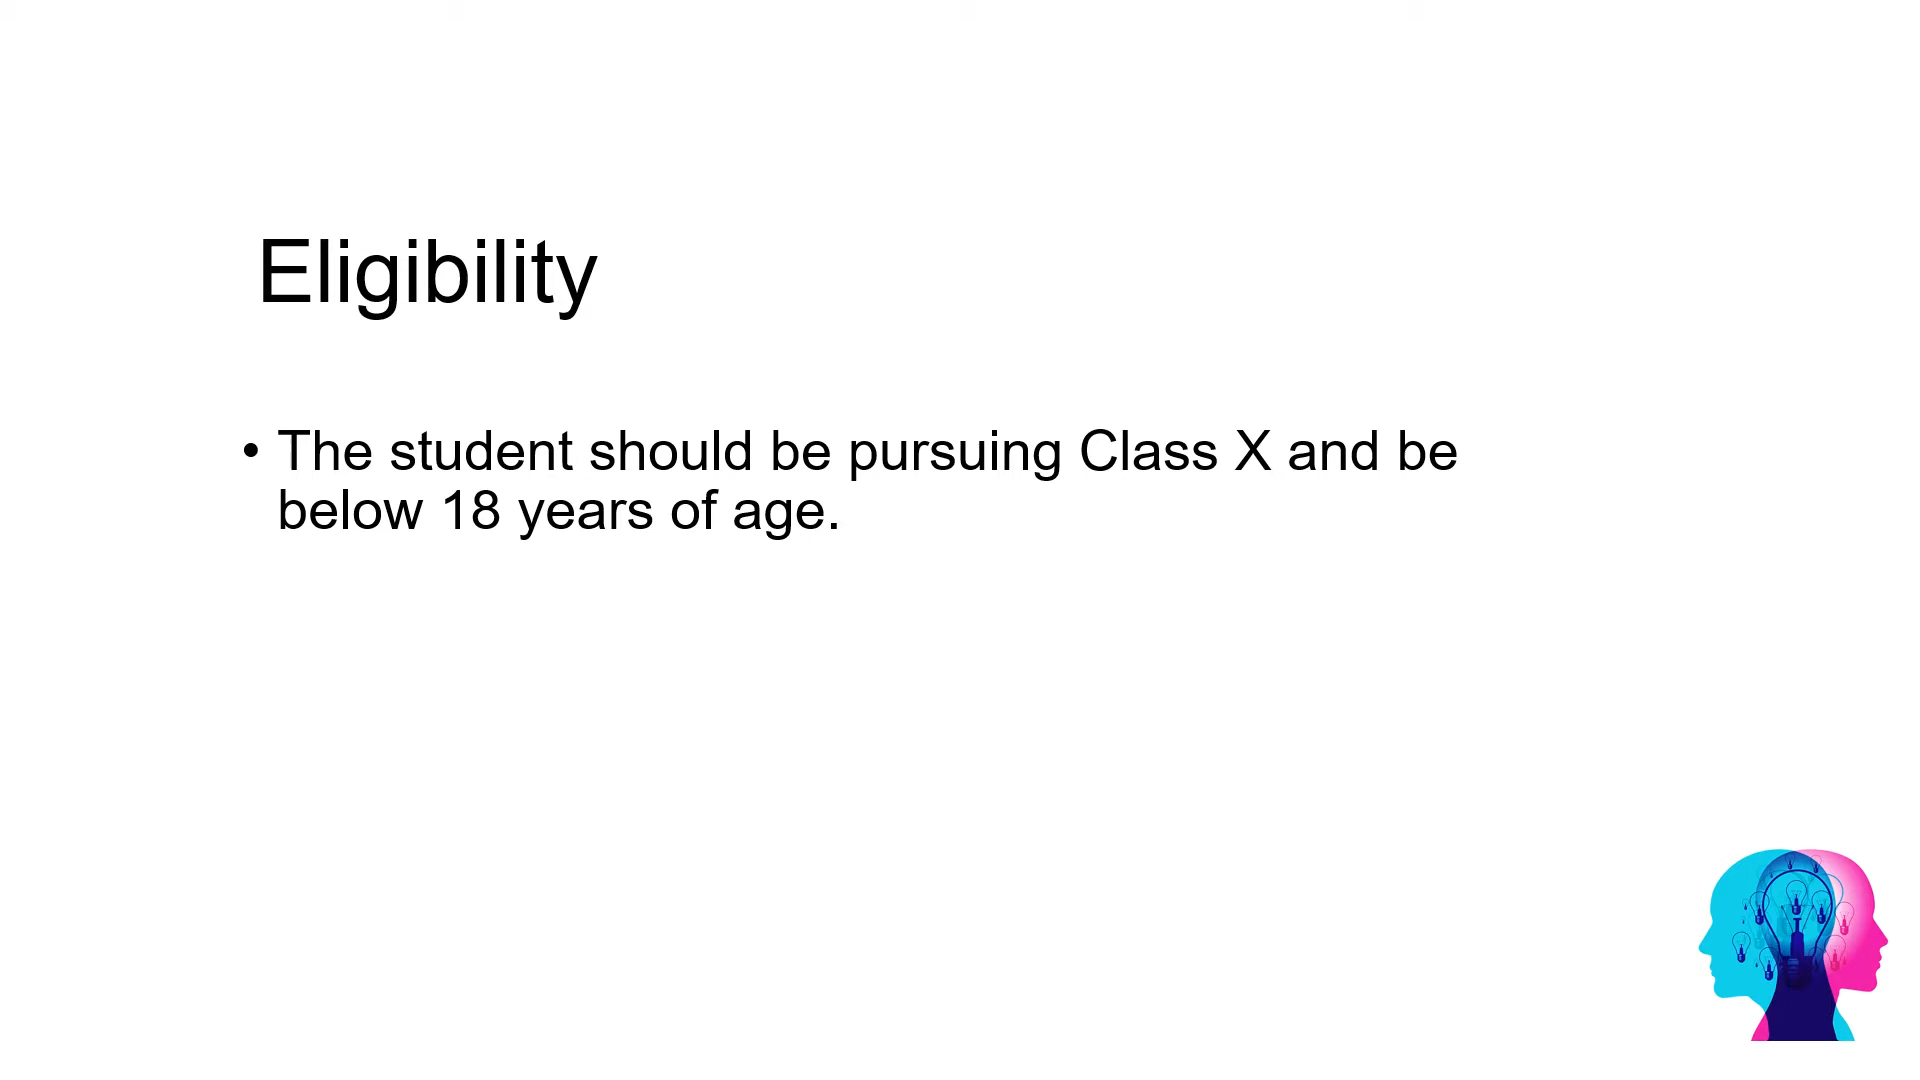 Eligibility
• The student should be pursuing Class X and be
below 18 years of age.